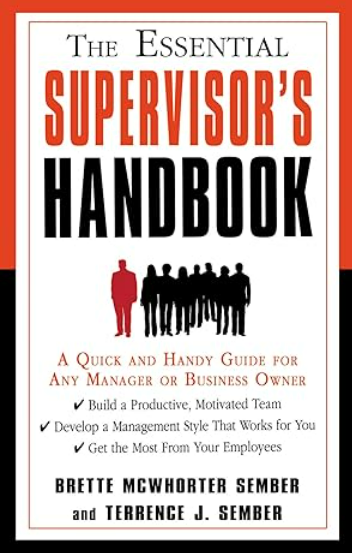 THE ESSENTIAL
SUPERVISOR'S
HANDBOOK
A QUICK AND HANDY GUIDE FOR
ANY MANAGER OR BUSINESS OWNER
✓ Build a Productive, Motivated Team
✓ Develop a Management Style That Works for You
✓ Get the Most From Your Employees
BRETTE MCWHORTER SEMBER
and TERRENCE J. SEMBER